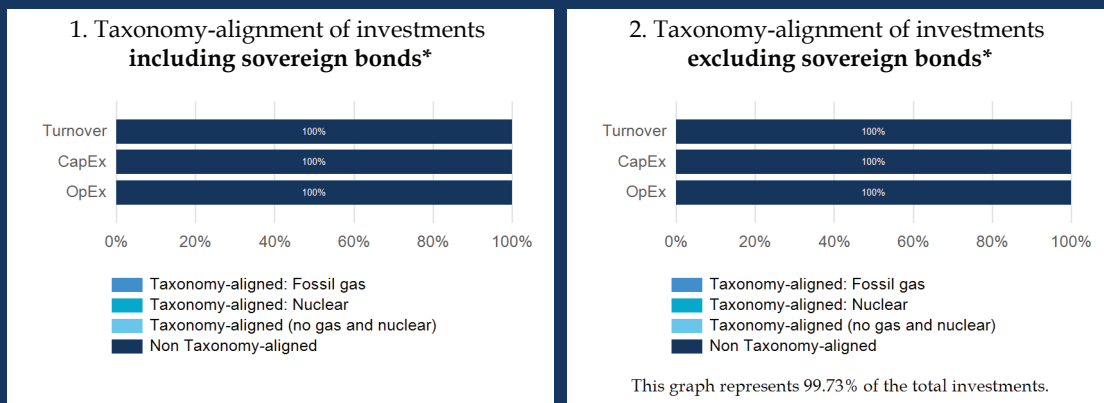 1. Taxonomy-alignment of investments
including sovereign bonds*
Turnover 100%
CapEx 100%
OpEx 100%
0% 20% 40% 60% 80% 100%
Taxonomy-aligned: Fossil gas
Taxonomy-aligned: Nuclear
Taxonomy-aligned (no gas and nuclear)
Non Taxonomy-aligned
2. Taxonomy-alignment of investments
excluding sovereign bonds*
Turnover 100%
CapEx 100%
OpEx 100%
0% 20% 40% 60% 80% 100%
Taxonomy-aligned: Fossil gas
Taxonomy-aligned: Nuclear
Taxonomy-aligned (no gas and nuclear)
Non Taxonomy-aligned
This graph represents 99.73% of the total investments.